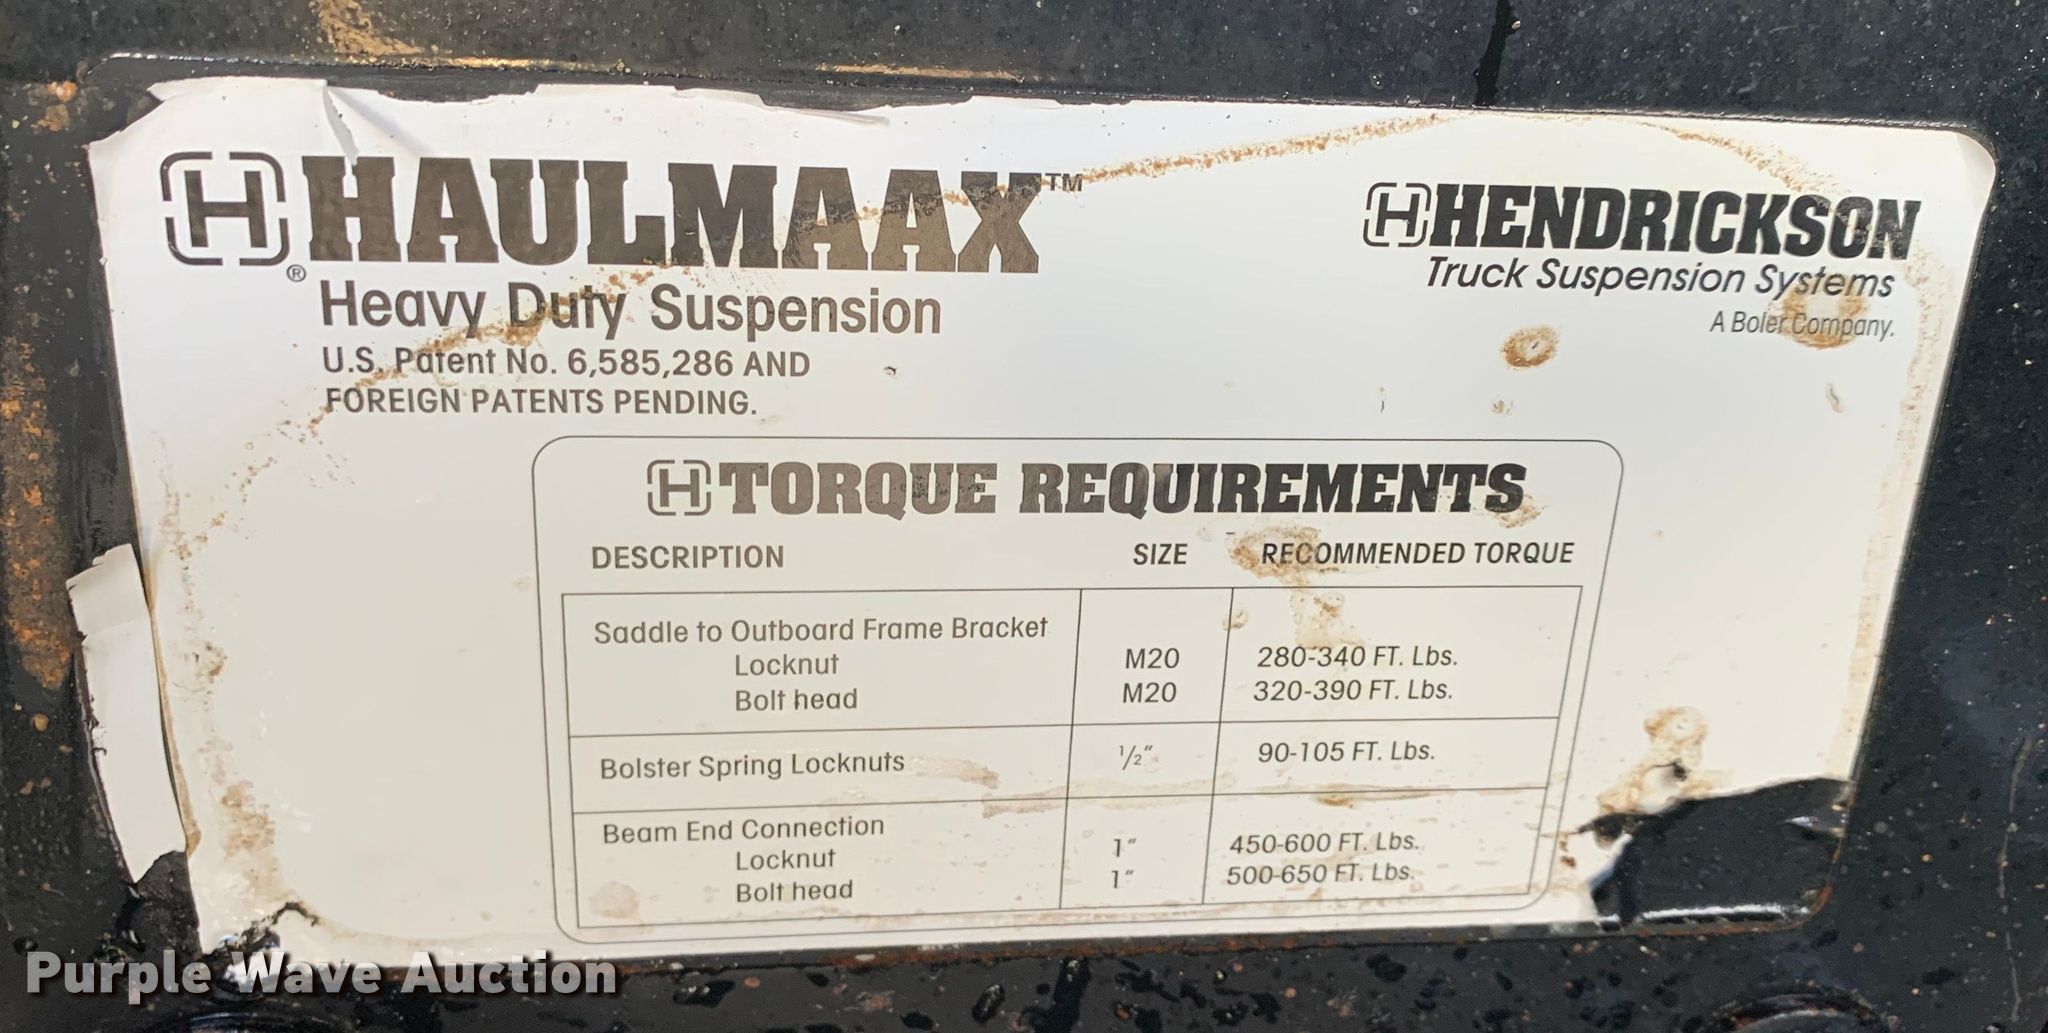 H HAULMAAX™
®
Heavy Duty Suspension
U.S. Patent No. 6,585,286 AND
FOREIGN PATENTS PENDING.
H HENDRICKSON
Truck Suspension Systems
A Boler Company.
H TORQUE REQUIREMENTS
DESCRIPTION SIZE RECOMMENDED TORQUE
Saddle to Outboard Frame Bracket
Locknut M20 280-340 FT. Lbs.
Bolt head M20 320-390 FT. Lbs.
Bolster Spring Locknuts ½" 90-105 FT. Lbs.
Beam End Connection
Locknut 1" 450-600 FT. Lbs.
Bolt head 1" 500-650 FT. Lbs.
Purple Wave Auction